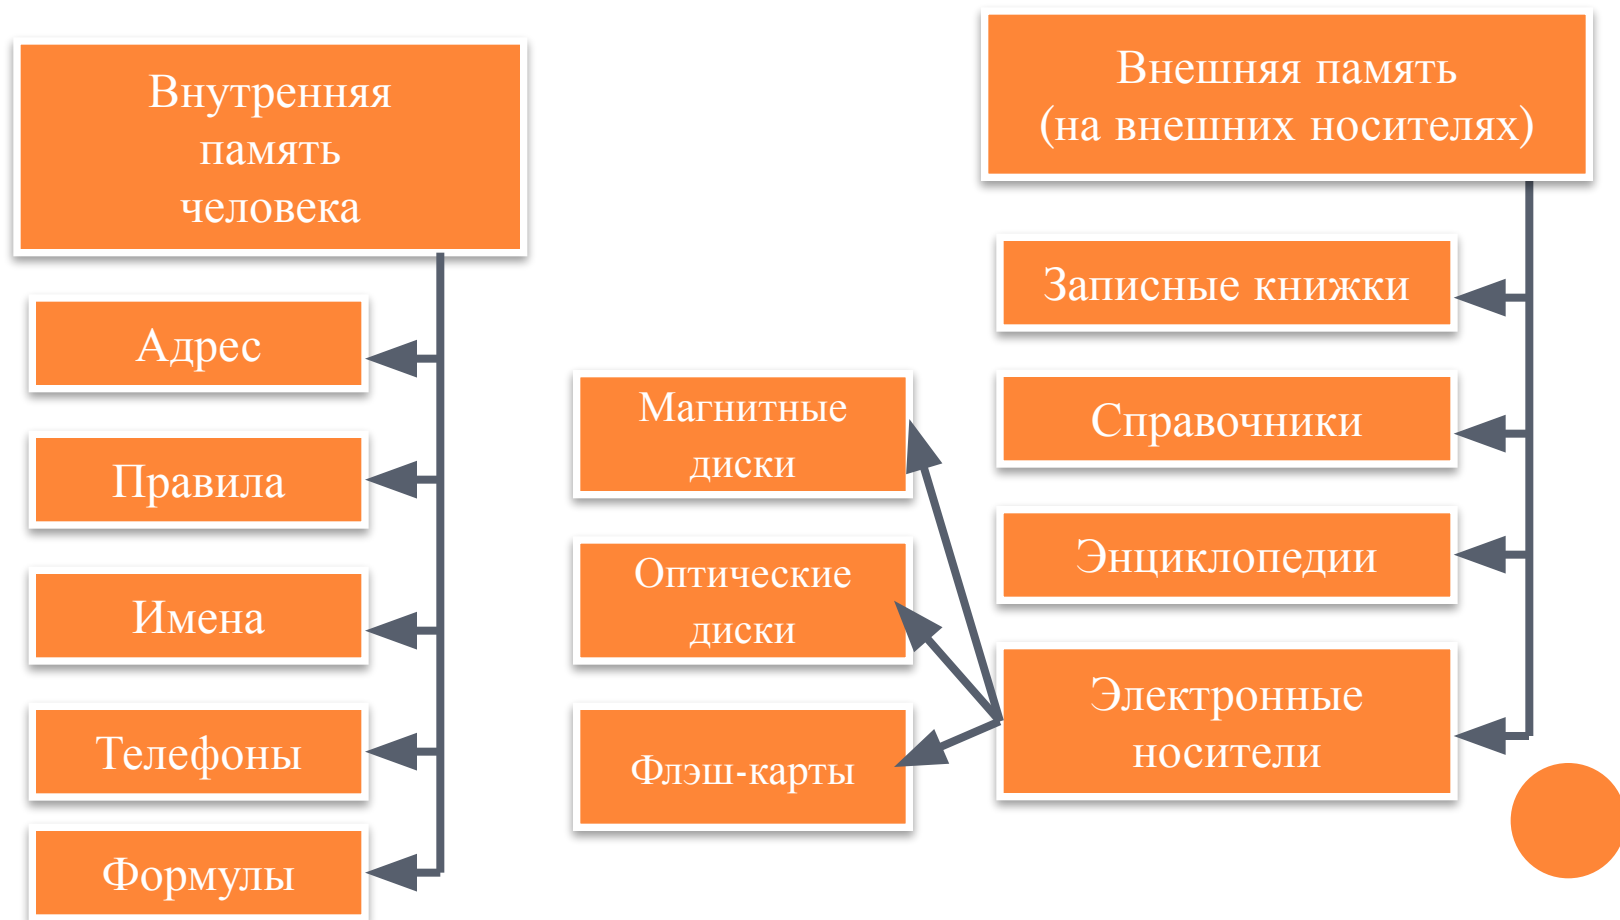 Внутренняя
память
человека
Адрес
Правила
Имена
Телефоны
Формулы
Внешняя память
(на внешних носителях)
Записные книжки
Справочники
Энциклопедии
Электронные
носители
Магнитные
диски
Оптические
диски
Флэш-карты